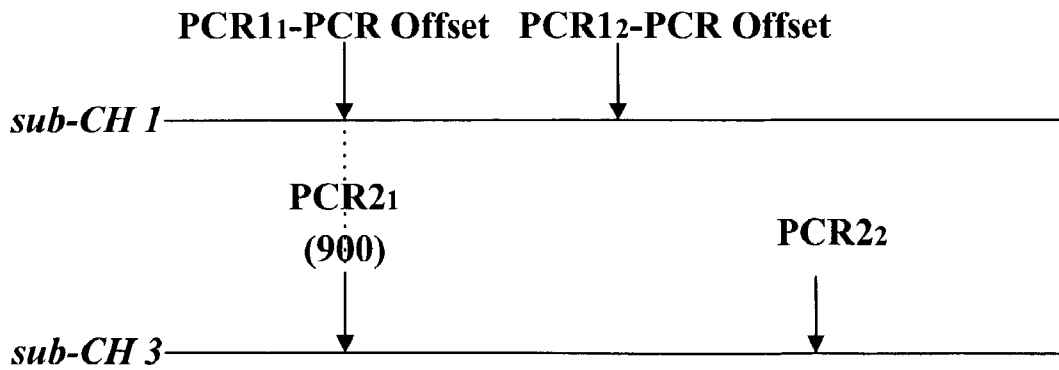 PCR1₁-PCR Offset PCR1₂-PCR Offset
sub-CH 1
PCR2₁
(900)
PCR2₂
sub-CH 3